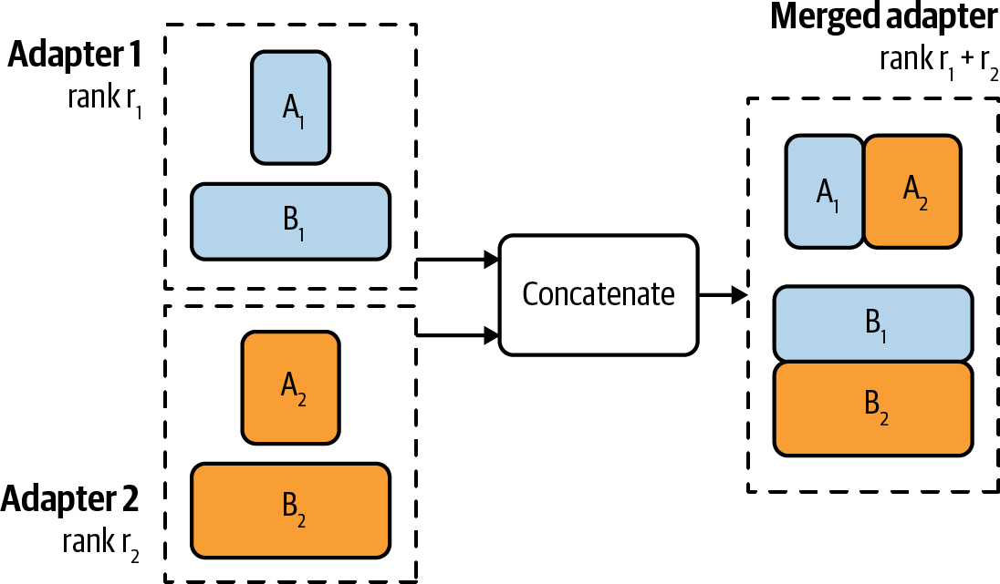 Adapter 1
rank r₁
A₁
B₁
Adapter 2
rank r₂
A₂
B₂
Concatenate
Merged adapter
rank r₁ + r₂
A₁ A₂
B₁
B₂